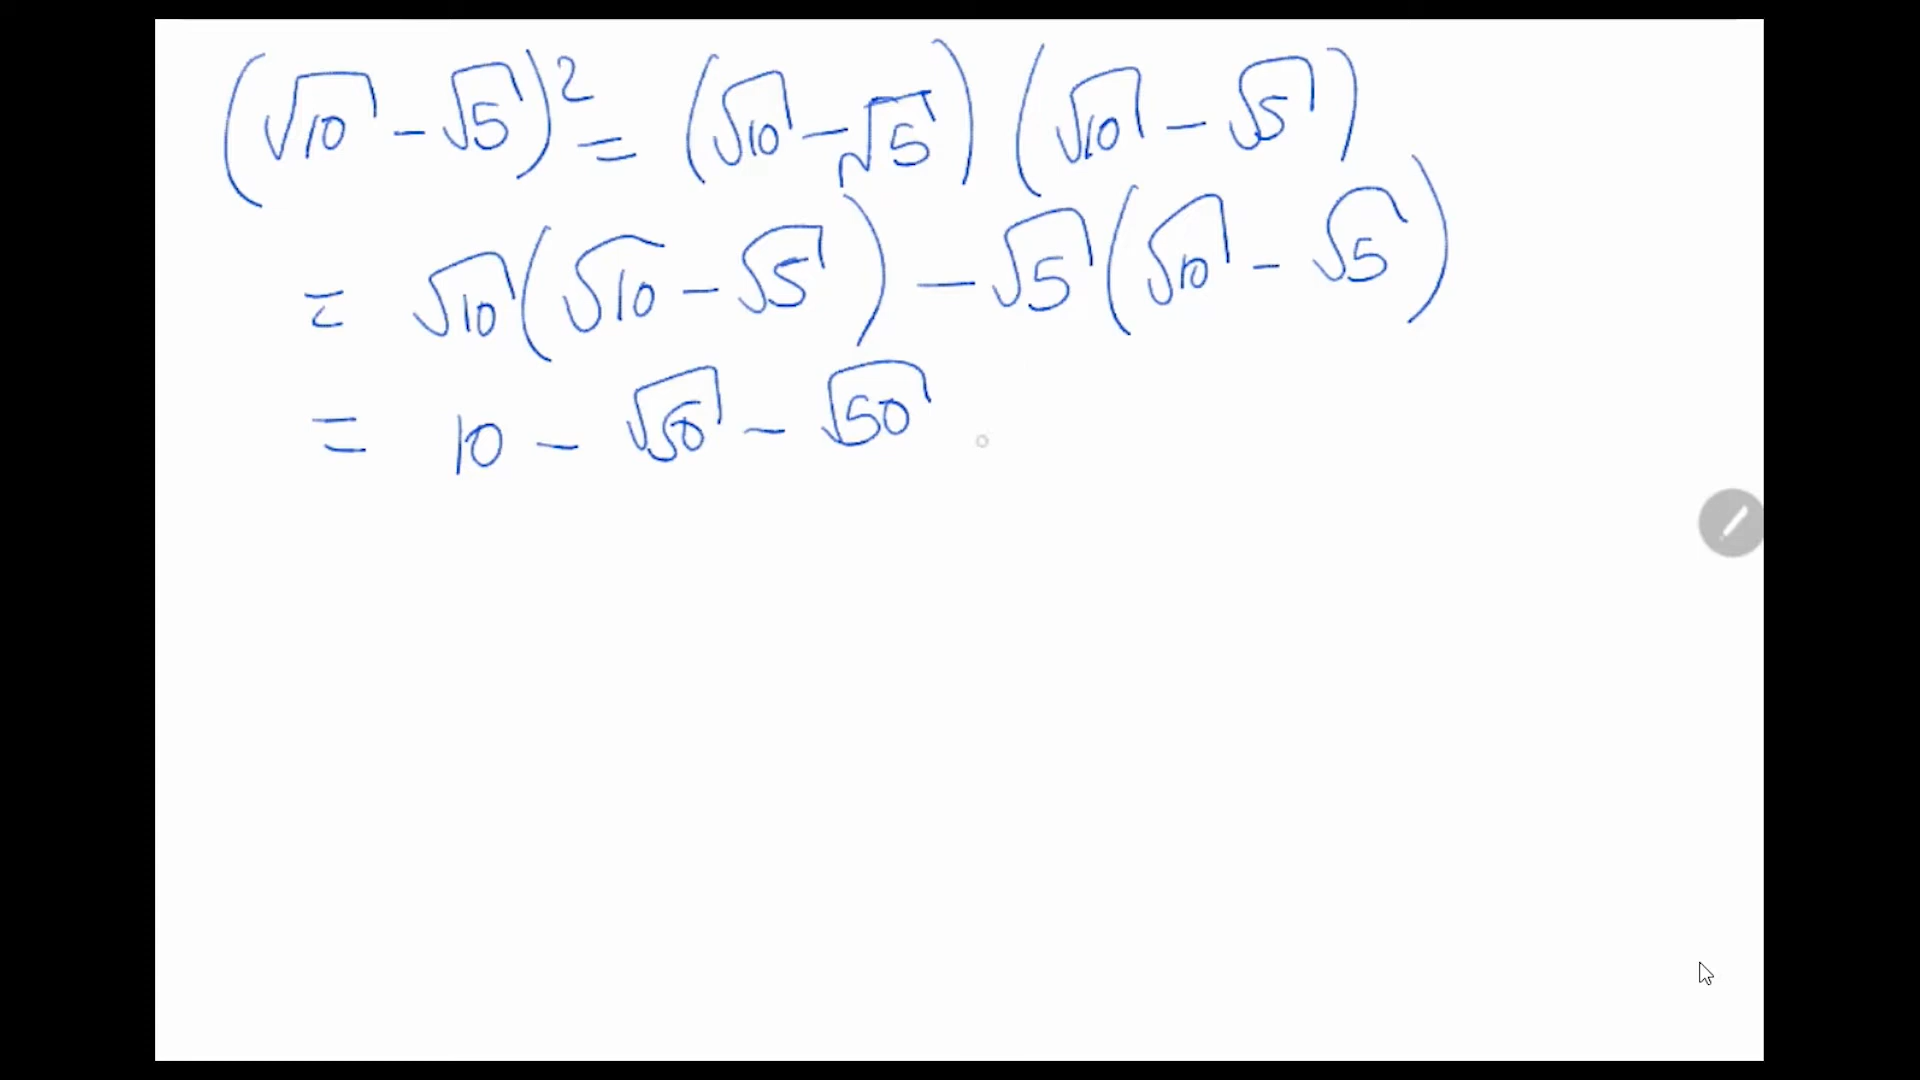 (√10 - √5)² = (√10 - √5) (√10 - √5)
= √10 (√10 - √5) - √5 (√10 - √5)
= 10 - √50 - √50